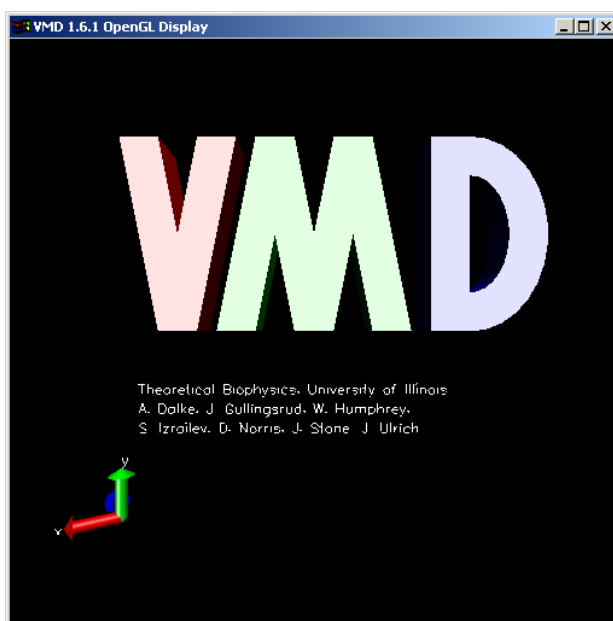 VMD 1.6.1 OpenGL Display
VMD
Theoretical Biophysics, University of Illinois
A. Dalke, J. Gullingsrud, W. Humphrey,
S. Izrailev, D. Norris, J. Stone, J. Ulrich
y
x